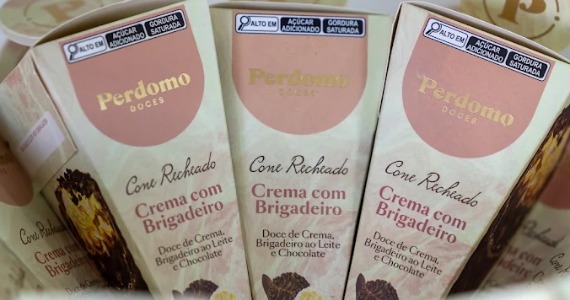 ALTO EM AÇÚCAR ADICIONADO GORDURA SATURADA
Perdomo
DOCES
Cone Recheado
Crema com
Brigadeiro
Doce de Crema,
Brigadeiro ao Leite
e Chocolate
ALTO EM AÇÚCAR ADICIONADO GORDURA SATURADA
Perdomo
DOCES
Cone Recheado
Crema com
Brigadeiro
Doce de Crema,
Brigadeiro ao Leite
e Chocolate
ALTO EM AÇÚCAR ADICIONADO GORDURA SATURADA
Perdomo
DOCES
Cone Recheado
Crema com
Brigadeiro
Doce de Crema,
Brigadeiro ao Leite
e Chocolate
Cone Recheado